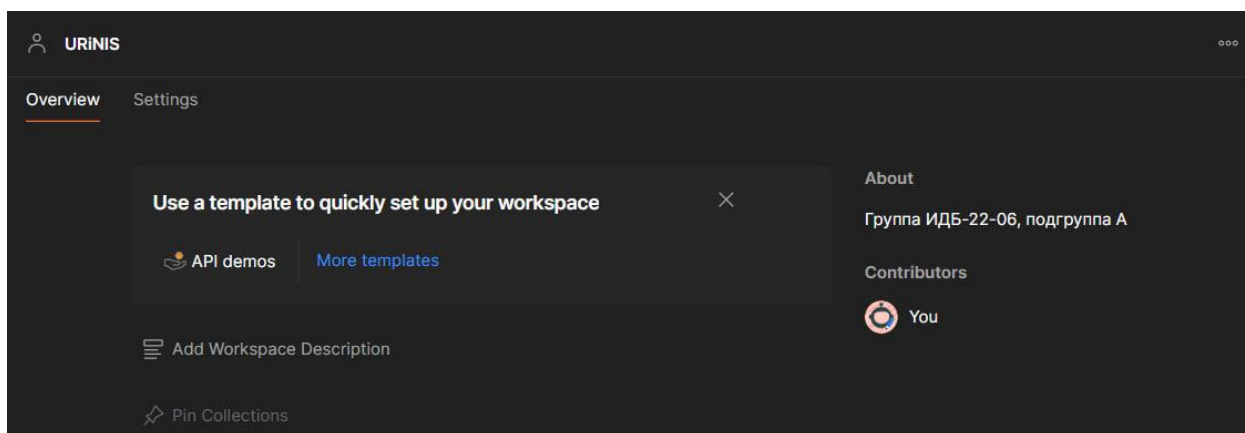 URiNIS
Overview
Settings
Use a template to quickly set up your workspace
API demos
More templates
Add Workspace Description
Pin Collections
About
Группа ИДБ-22-06, подгруппа А
Contributors
You